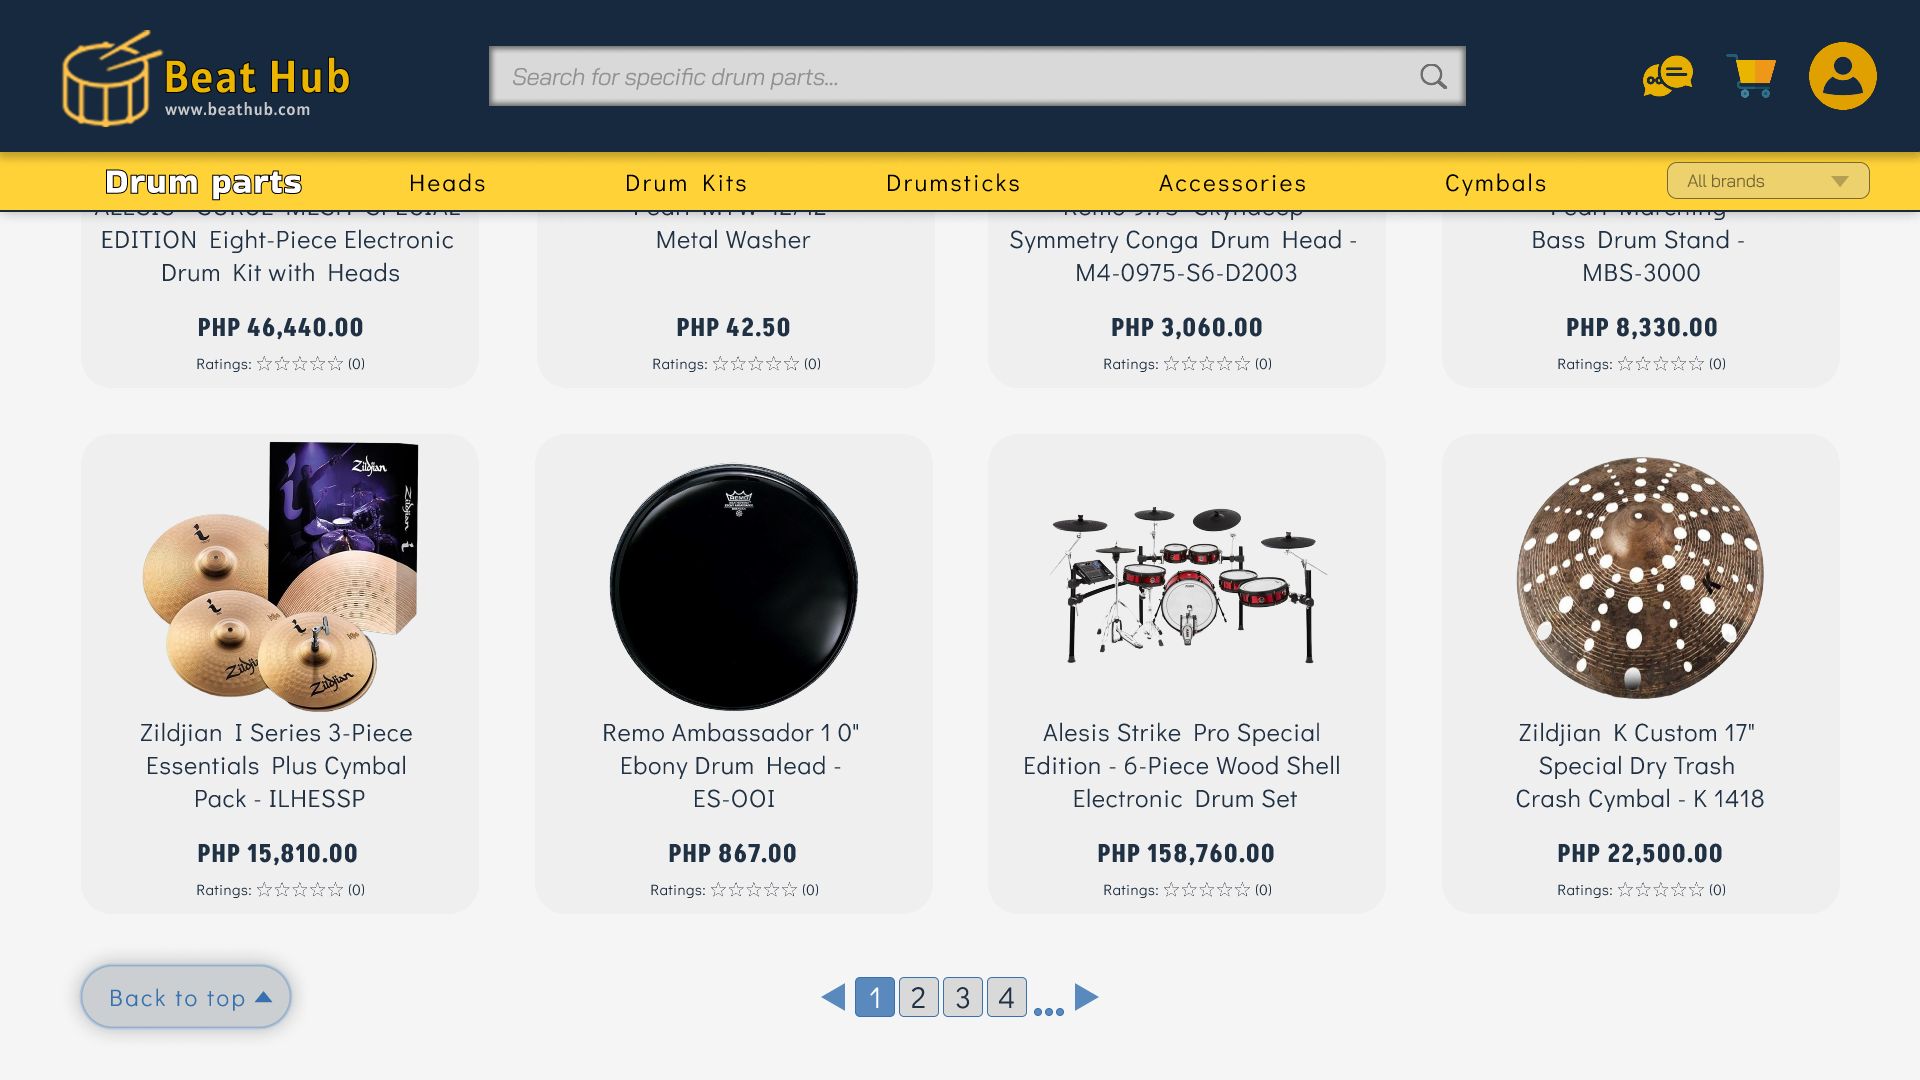 Beat Hub
www.beathub.com
Search for specific drum parts...
Drum parts
Heads
Drum Kits
Drumsticks
Accessories
Cymbals
All brands
EDITION Eight-Piece Electronic
Drum Kit with Heads
PHP 46,440.00
Ratings: ☆☆☆☆☆ (0)
Metal Washer
PHP 42.50
Ratings: ☆☆☆☆☆ (0)
Symmetry Conga Drum Head -
M4-0975-S6-D2003
PHP 3,060.00
Ratings: ☆☆☆☆☆ (0)
Bass Drum Stand -
MBS-3000
PHP 8,330.00
Ratings: ☆☆☆☆☆ (0)
Zildjian
Zildjian
Zildjian
REMO
K
Zildjian I Series 3-Piece
Essentials Plus Cymbal
Pack - ILHESSP
PHP 15,810.00
Ratings: ☆☆☆☆☆ (0)
Remo Ambassador 1 0"
Ebony Drum Head -
ES-OOI
PHP 867.00
Ratings: ☆☆☆☆☆ (0)
Alesis Strike Pro Special
Edition - 6-Piece Wood Shell
Electronic Drum Set
PHP 158,760.00
Ratings: ☆☆☆☆☆ (0)
Zildjian K Custom 17"
Special Dry Trash
Crash Cymbal - K 1418
PHP 22,500.00
Ratings: ☆☆☆☆☆ (0)
Back to top
1 2 3 4 ...